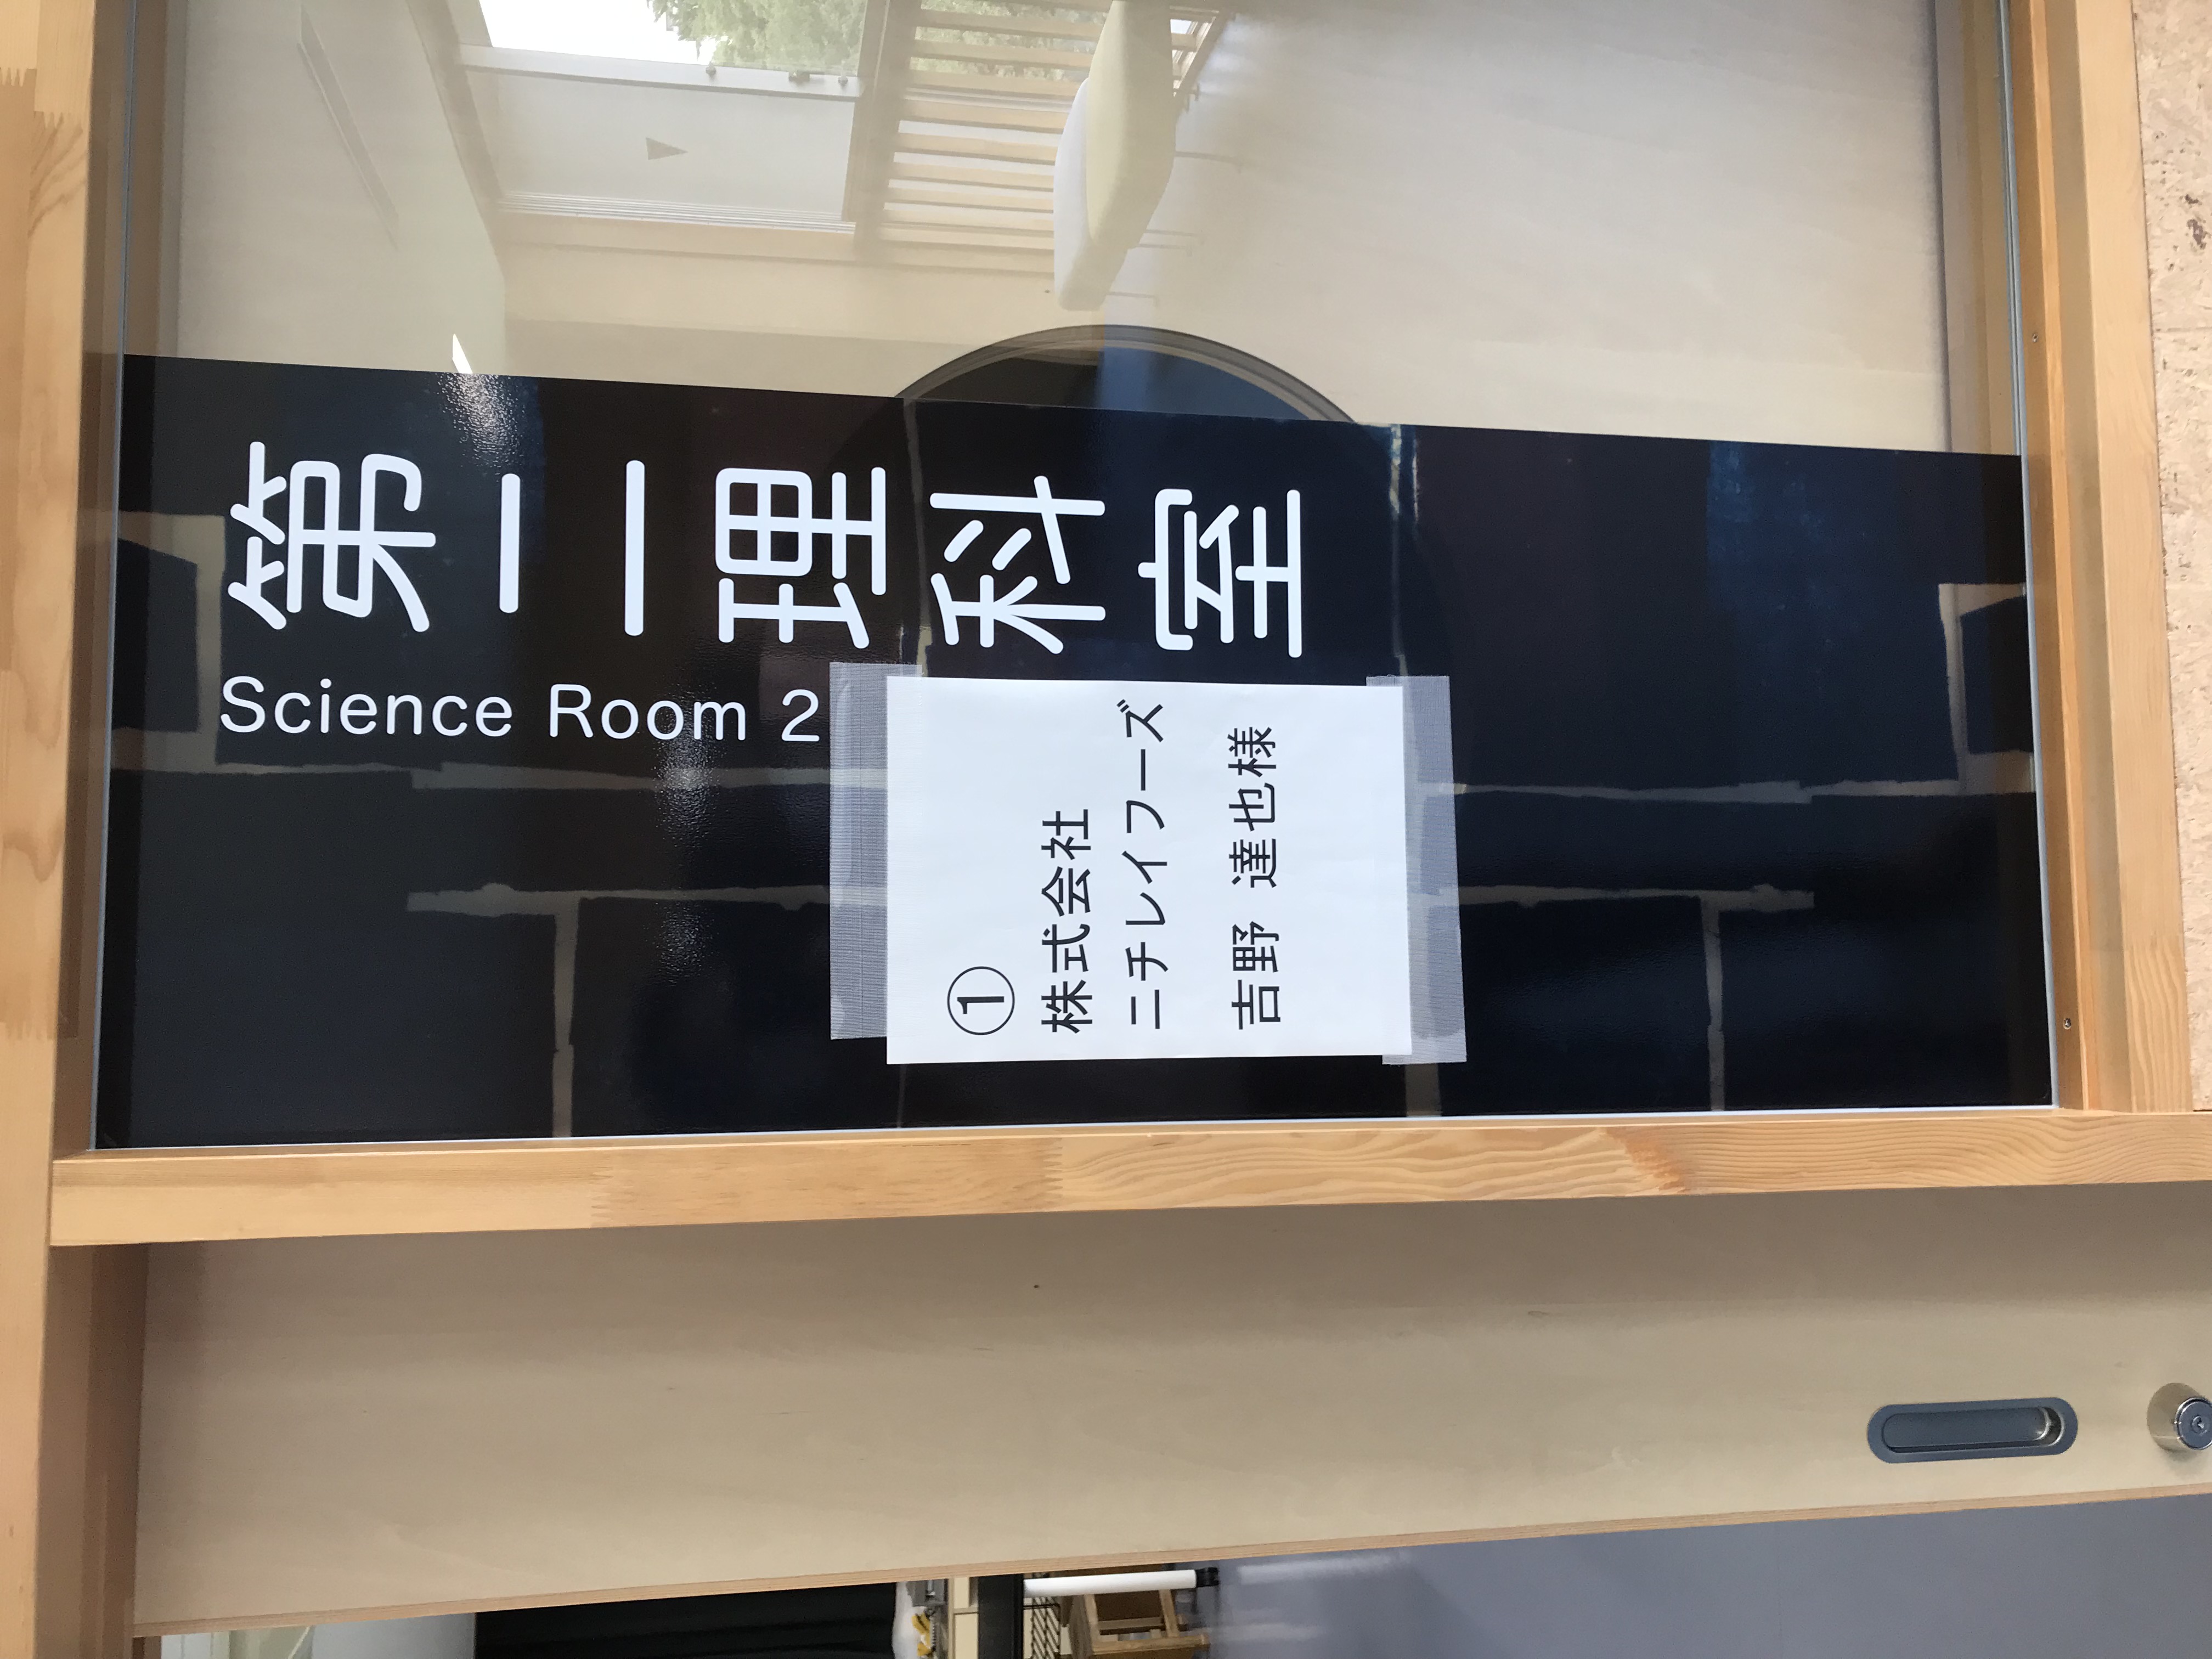 第二理科室
Science Room 2
①
株式会社
ニチレイフーズ
吉野 達也様